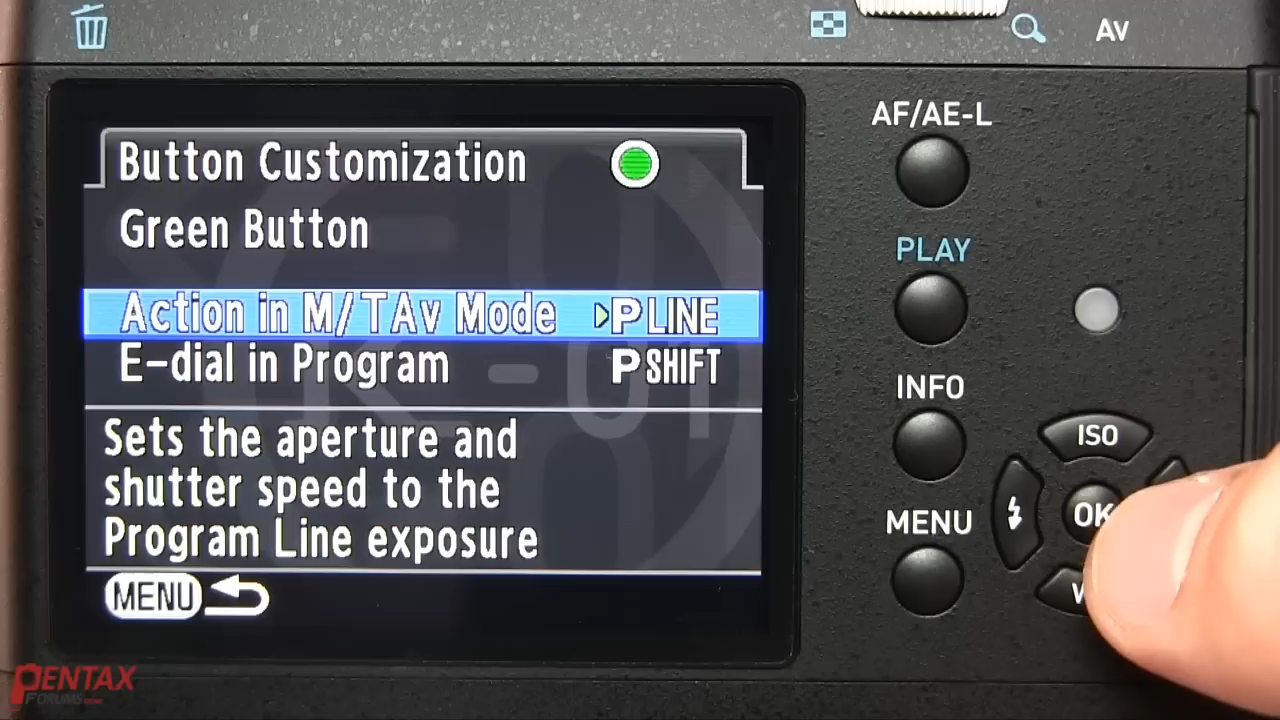 Av
AF/AE-L
Button Customization
Green Button
PLAY
Action in M/TAv Mode P LINE
E-dial in Program P SHIFT
INFO
Sets the aperture and
shutter speed to the
Program Line exposure
ISO
OK
MENU
MENU
PENTAX
FORUMS.com